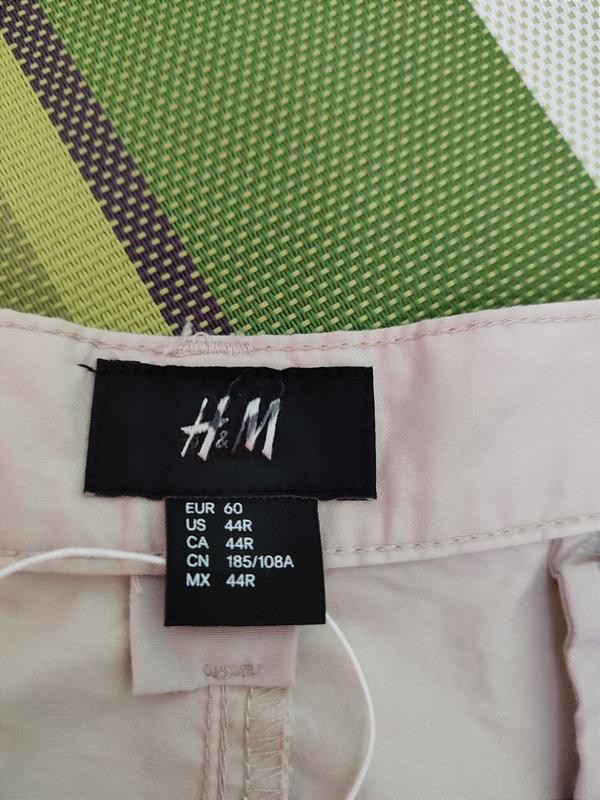 H&M
EUR 60
US 44R
CA 44R
CN 185/108A
MX 44R